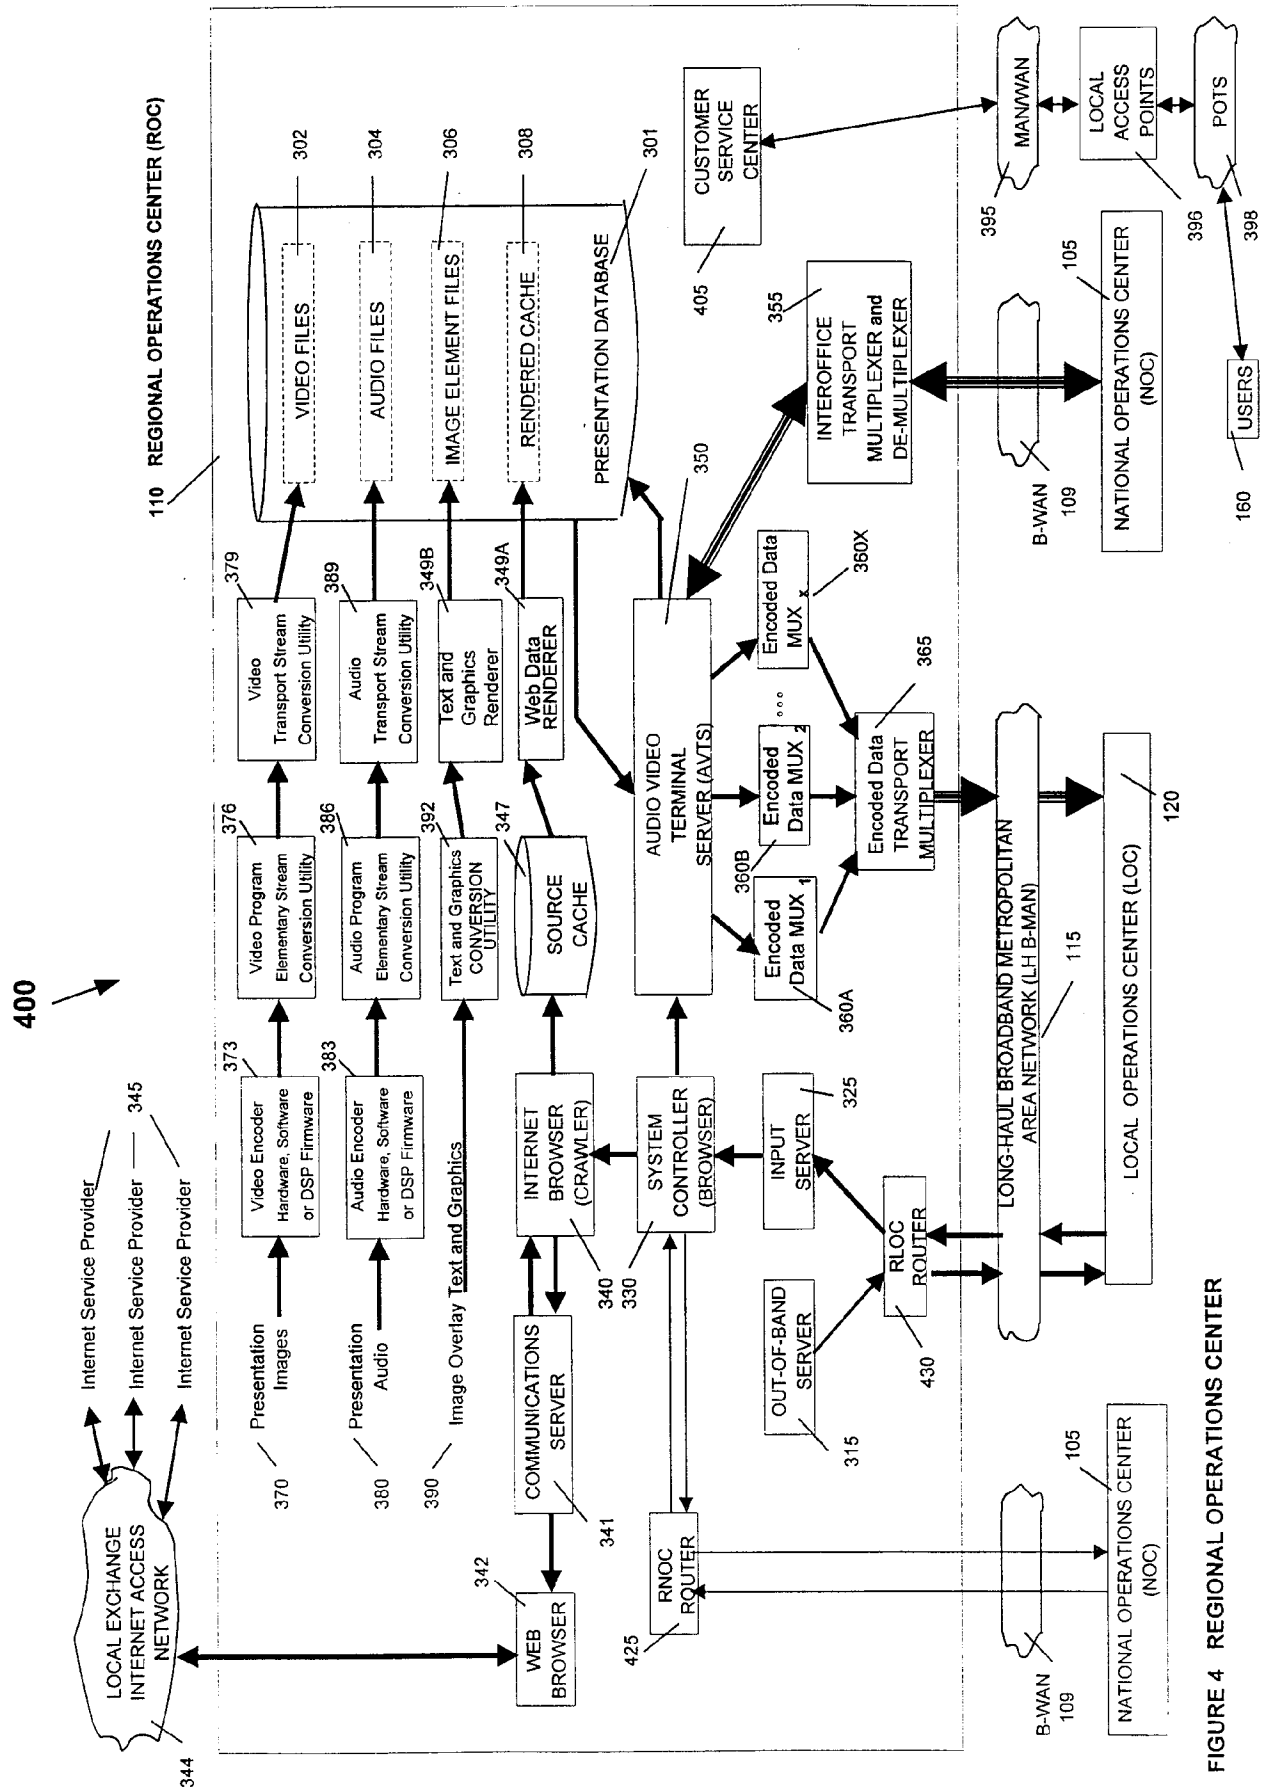 400
110 REGIONAL OPERATIONS CENTER (ROC)
LOCAL EXCHANGE
INTERNET ACCESS
NETWORK
344
Internet Service Provider
Internet Service Provider
Internet Service Provider
345
370
Presentation
Images
373
Video Encoder
Hardware, Software
or DSP Firmware
376
Video Program
Elementary Stream
Conversion Utility
379
Video
Transport Stream
Conversion Utility
VIDEO FILES
302
380
Presentation
Audio
383
Audio Encoder
Hardware, Software
or DSP Firmware
386
Audio Program
Elementary Stream
Conversion Utility
389
Audio
Transport Stream
Conversion Utility
AUDIO FILES
304
390
Image Overlay Text and Graphics
392
Text and Graphics
CONVERSION
UTILITY
349B
Text and
Graphics
Renderer
IMAGE ELEMENT FILES
306
342
WEB
BROWSER
COMMUNICATIONS
SERVER
341
INTERNET
BROWSER
(CRAWLER)
340
347
SOURCE
CACHE
349A
Web Data
RENDERER
RENDERED CACHE
308
PRESENTATION DATABASE
301
RNOC
ROUTER
425
SYSTEM
CONTROLLER
(BROWSER)
330
AUDIO VIDEO
TERMINAL
SERVER (AVTS)
350
CUSTOMER
SERVICE
CENTER
405
OUT-OF-BAND
SERVER
315
INPUT
SERVER
325
Encoded
Data MUX 1
360A
Encoded
Data MUX 2
360B
....
Encoded Data
MUX x
360X
INTEROFFICE
TRANSPORT
MULTIPLEXER and
DE-MULTIPLEXER
355
RLOC
ROUTER
430
Encoded Data
TRANSPORT
MULTIPLEXER
365
B-WAN
109
LONG-HAUL BROADBAND METROPOLITAN
AREA NETWORK (LH B-MAN)
115
B-WAN
109
MAN/WAN
395
LOCAL
ACCESS
POINTS
396
NATIONAL OPERATIONS CENTER
(NOC)
105
LOCAL OPERATIONS CENTER (LOC)
120
NATIONAL OPERATIONS CENTER
(NOC)
105
POTS
398
160
USERS
FIGURE 4 REGIONAL OPERATIONS CENTER